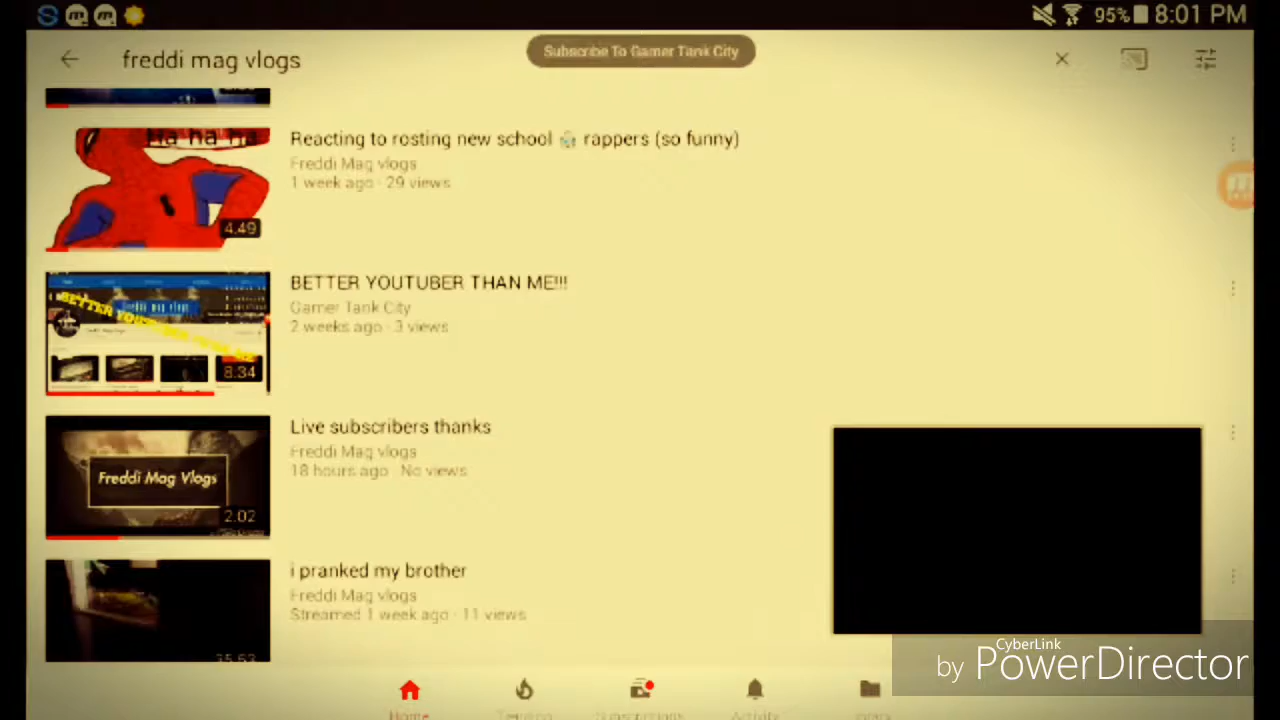 95% 8:01 PM
freddi mag vlogs
Subscribe To Gamer Tank City
Ha ha ha
4.49
Reacting to rosting new school rappers (so funny)
Freddi Mag vlogs
1 week ago · 29 views
BETTER YOUTUBER THAN ME!!!
Gamer Tank City
2 weeks ago · 3 views
8.34
Live subscribers thanks
Freddi Mag vlogs
18 hours ago · No views
Freddi Mag Vlogs
2.02
i pranked my brother
Freddi Mag vlogs
Streamed 1 week ago · 11 views
CyberLink
by PowerDirector
Home